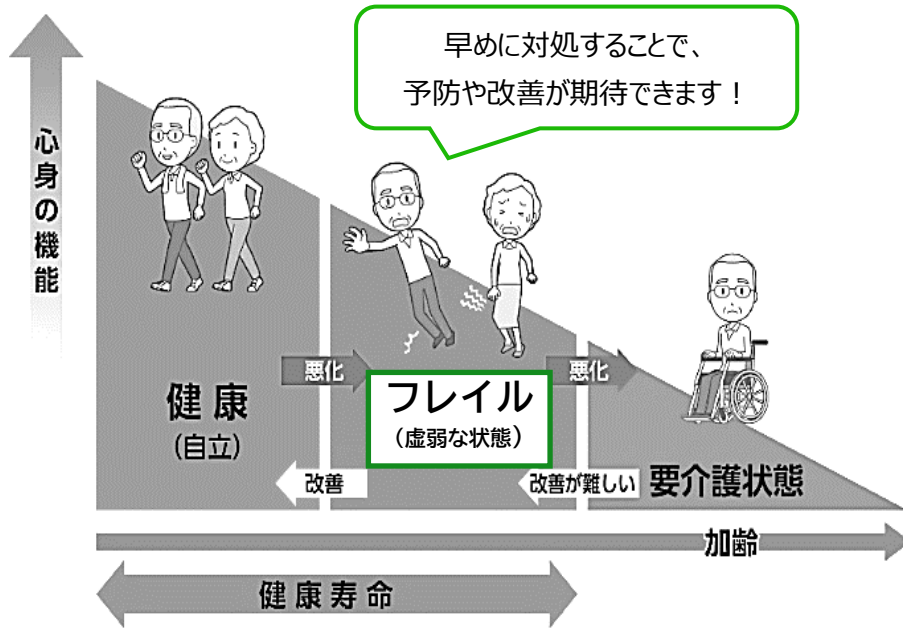 早めに対処することで、
予防や改善が期待できます！
心身の機能
悪化
悪化
健康
（自立）
フレイル
（虚弱な状態）
改善
改善が難しい
要介護状態
加齢
健康寿命